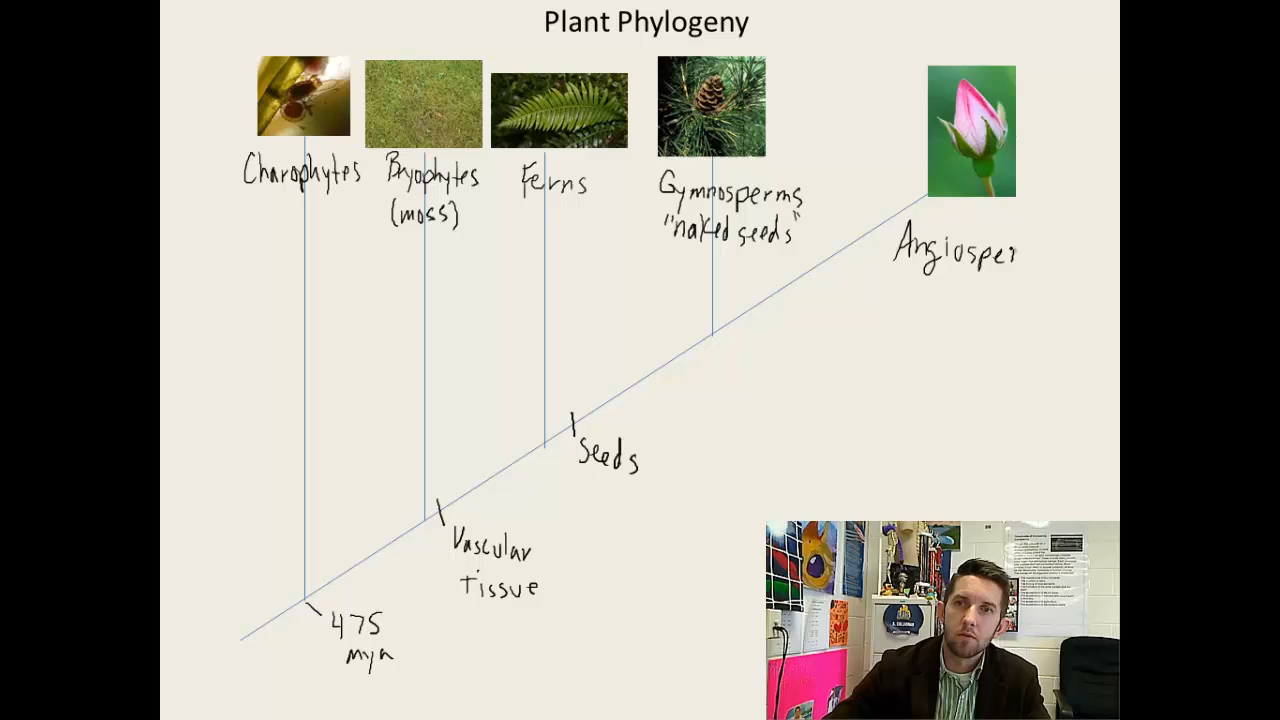 Plant Phylogeny
Charophytes
Bryophytes
(moss)
Ferns
Gymnosperms
"naked seeds"
Angiosper
Seeds
Vascular
tissue
475
mya